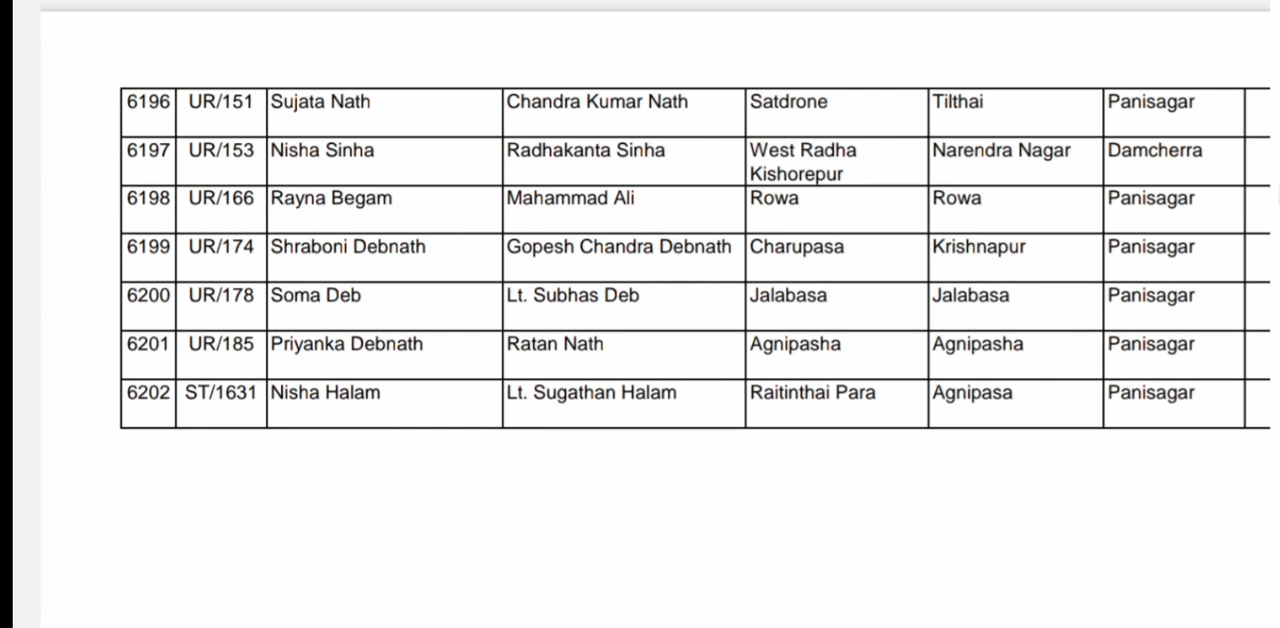 6196 UR/151 Sujata Nath Chandra Kumar Nath Satdrone Tilthai Panisagar
6197 UR/153 Nisha Sinha Radhakanta Sinha West Radha Narendra Nagar Damcherra
Kishorepur
6198 UR/166 Rayna Begam Mahammad Ali Rowa Rowa Panisagar
6199 UR/174 Shraboni Debnath Gopesh Chandra Debnath Charupasa Krishnapur Panisagar
6200 UR/178 Soma Deb Lt. Subhas Deb Jalabasa Jalabasa Panisagar
6201 UR/185 Priyanka Debnath Ratan Nath Agnipasha Agnipasha Panisagar
6202 ST/1631 Nisha Halam Lt. Sugathan Halam Raitinthai Para Agnipasa Panisagar